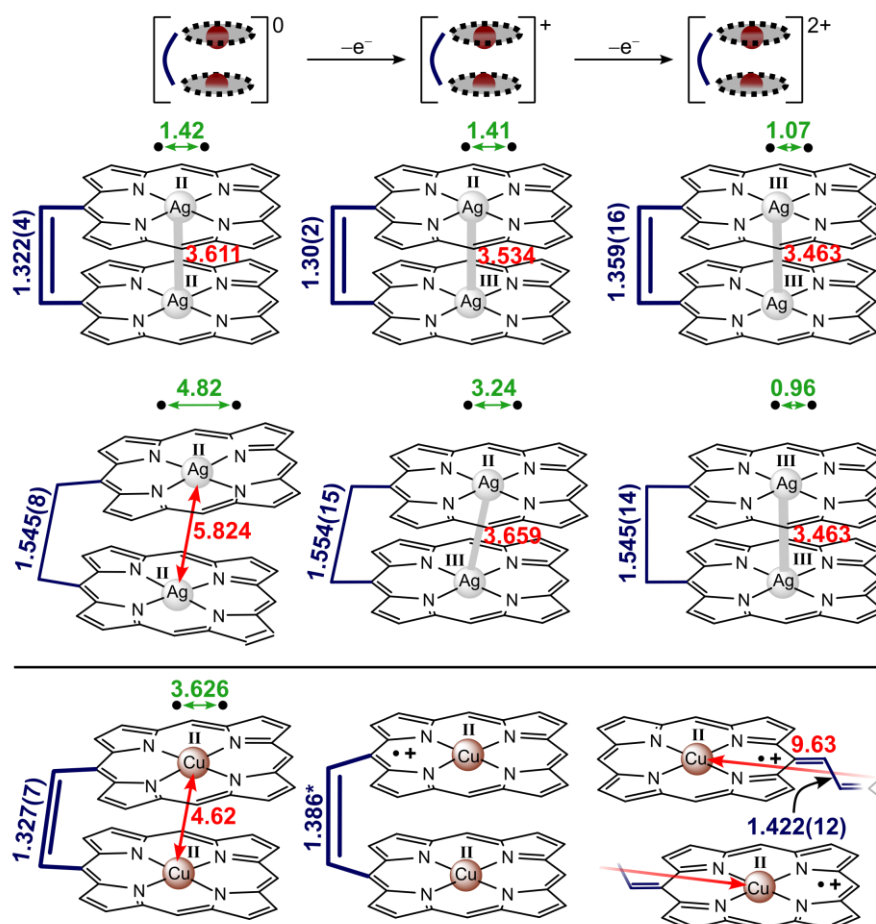 0 + 2+
–e⁻ –e⁻
1.42 1.41 1.07
II II III
N N N N N N
Ag Ag Ag
1.322(4) 3.611 1.30(2) 3.534 1.359(16) 3.463
N N N N N N
II III III
N N N N N N
Ag Ag Ag
N N N N N N
4.82 3.24 0.96
II II III
N N N N N N
Ag Ag Ag
N N N N N N
1.545(8) 5.824 1.554(15) 3.659 1.545(14) 3.463
II III III
N N N N N N
Ag Ag Ag
N N N N N N
3.626
II II II
N N N N N N
Cu •+ Cu Cu •+ 9.63
N N N N N N
1.327(7) 4.62 1.386* 1.422(12)
II II II
N N N N N N
Cu Cu Cu •+
N N N N N N